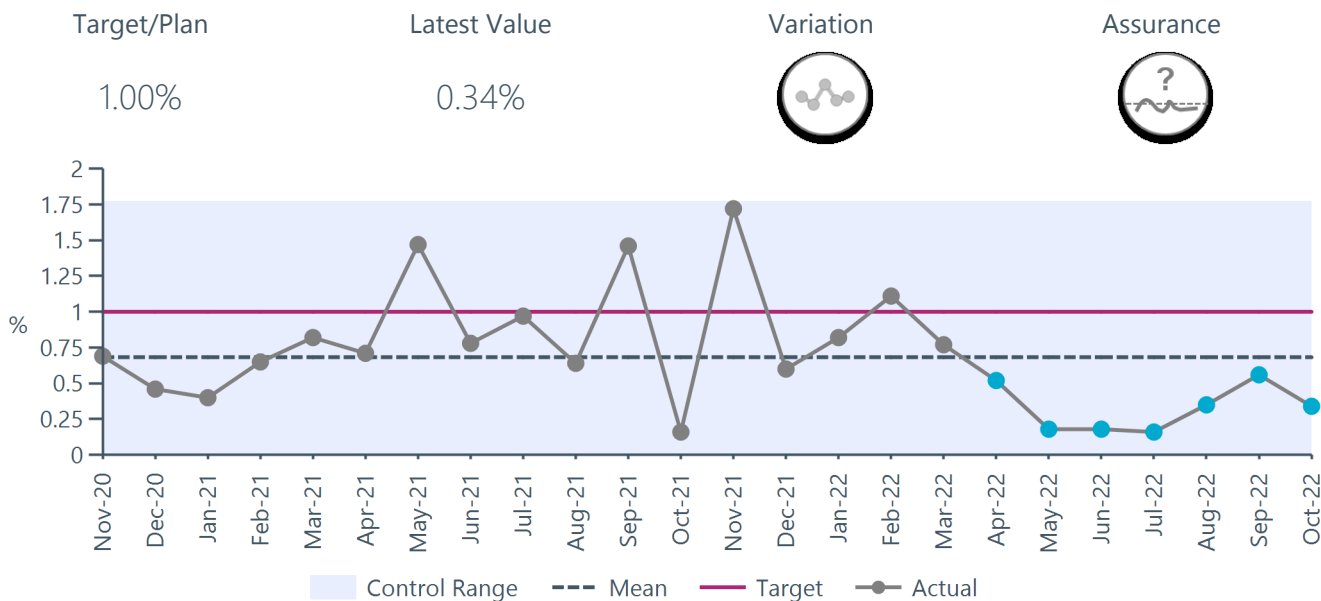 Target/Plan Latest Value Variation Assurance
1.00% 0.34% ?
2
1.75
1.5
1.25
1
0.75
0.5
0.25
0
%
Nov-20 Dec-20 Jan-21 Feb-21 Mar-21 Apr-21 May-21 Jun-21 Jul-21 Aug-21 Sep-21 Oct-21 Nov-21 Dec-21 Jan-22 Feb-22 Mar-22 Apr-22 May-22 Jun-22 Jul-22 Aug-22 Sep-22 Oct-22
Control Range Mean Target Actual